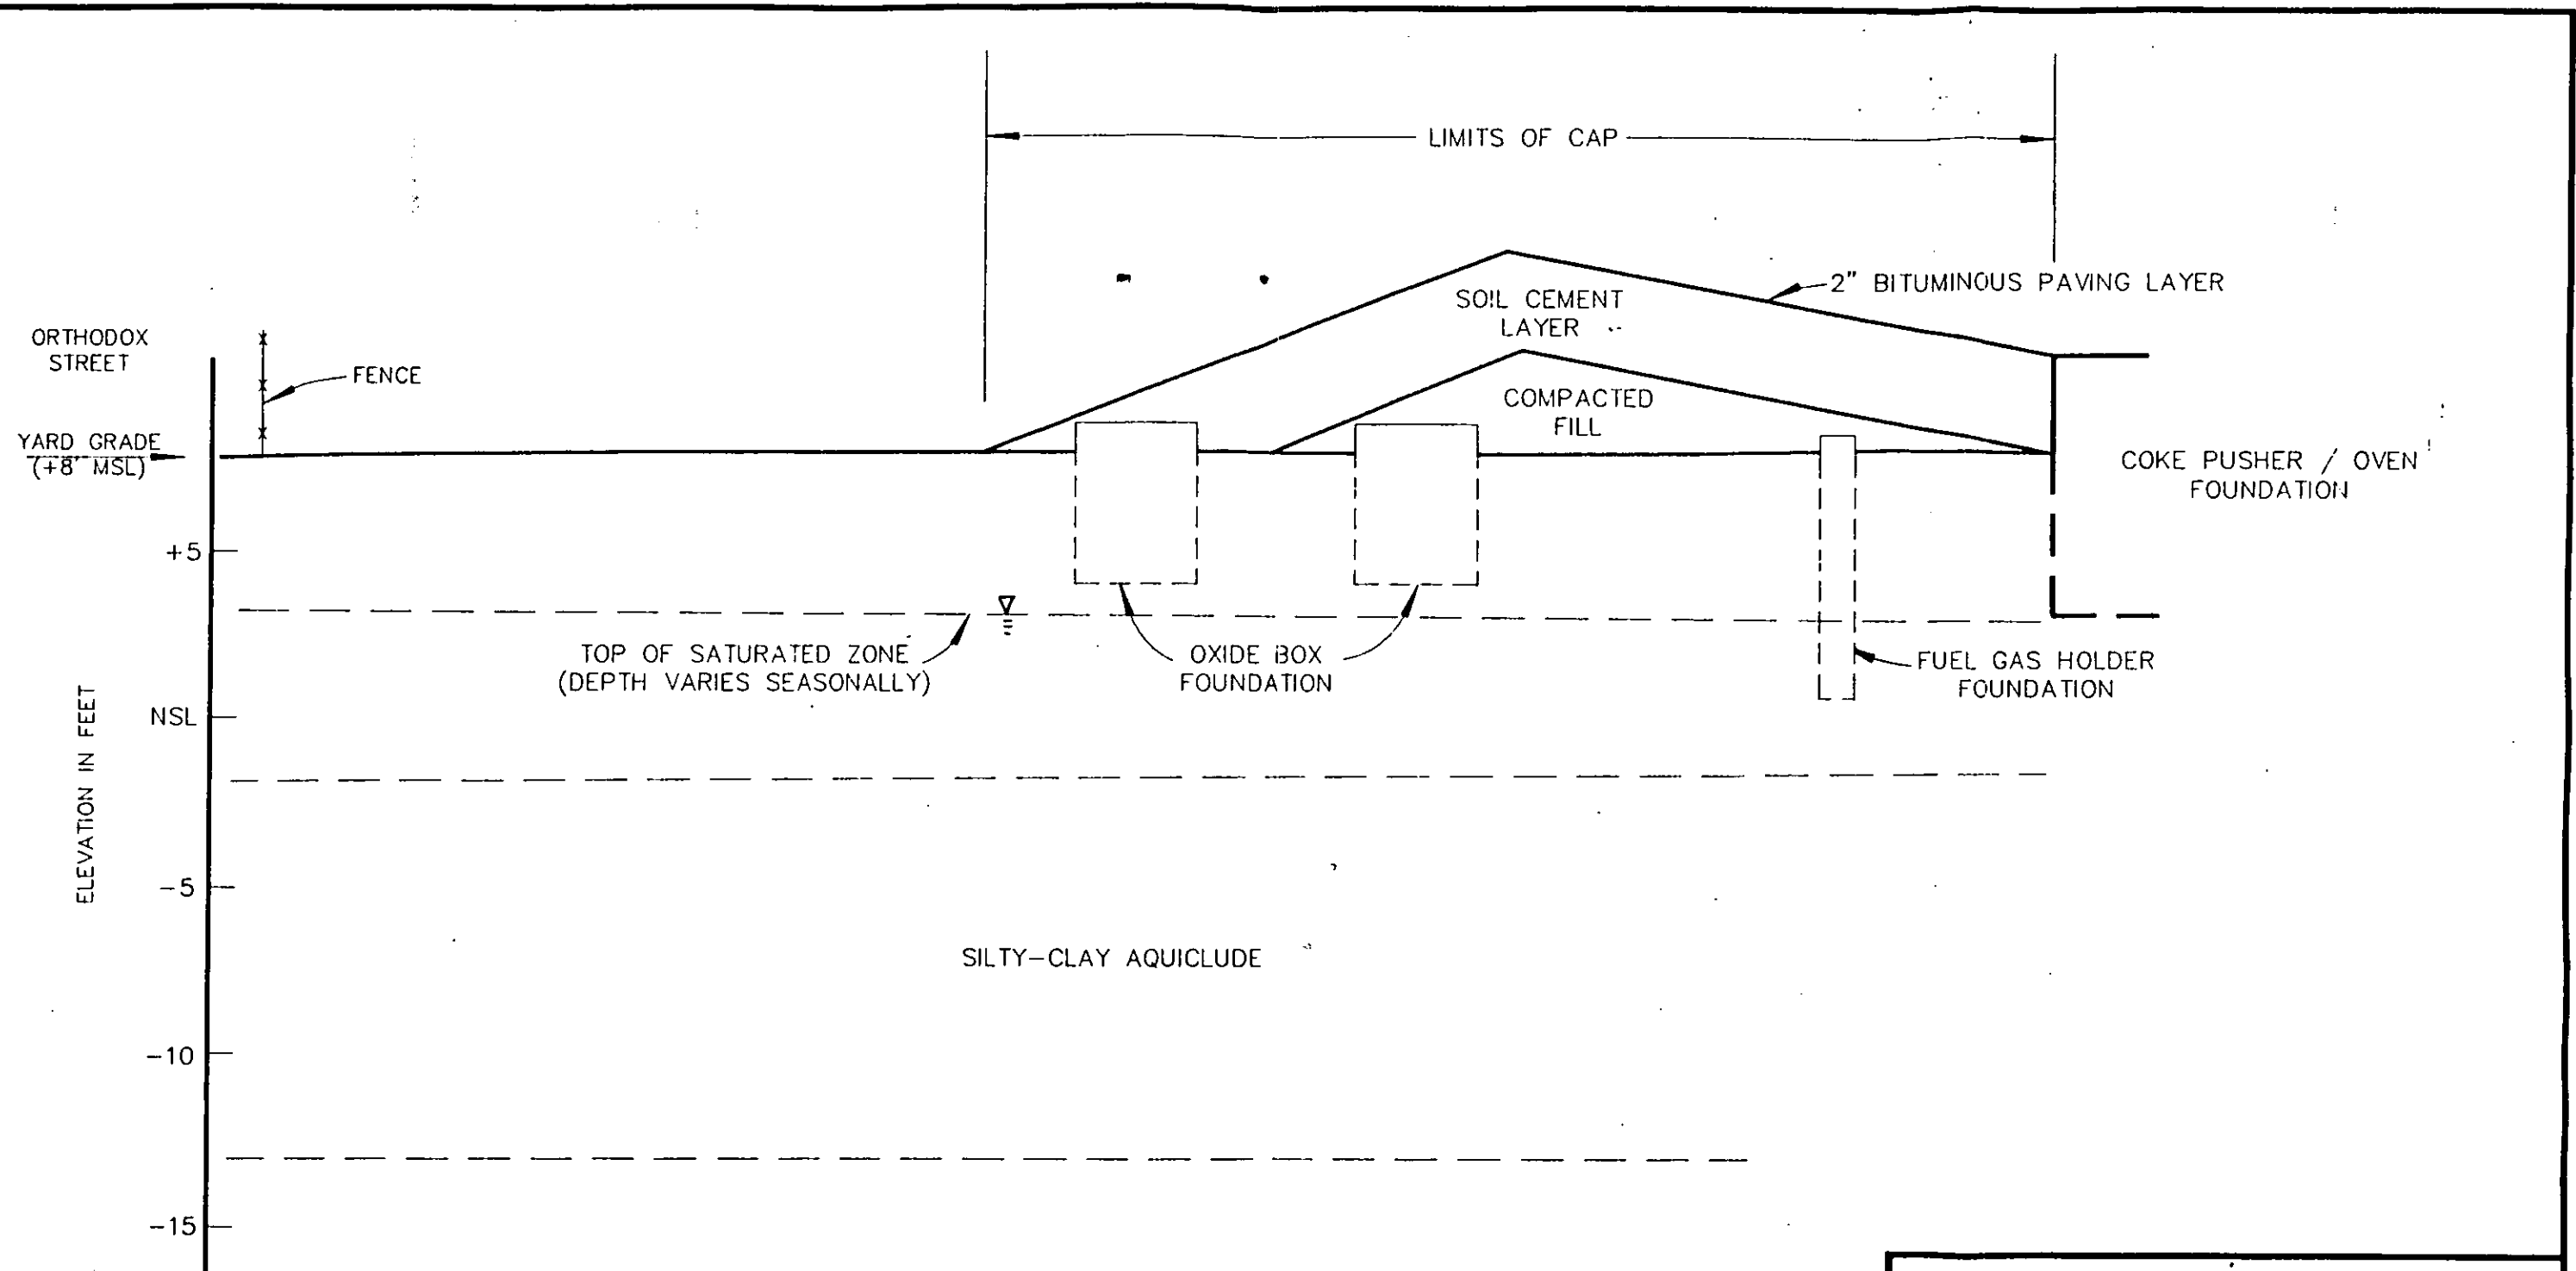 LIMITS OF CAP
2" BITUMINOUS PAVING LAYER
SOIL CEMENT
LAYER
ORTHODOX
STREET
FENCE
COMPACTED
FILL
YARD GRADE
(+8' MSL)
COKE PUSHER / OVEN
FOUNDATION
+5
TOP OF SATURATED ZONE
(DEPTH VARIES SEASONALLY)
OXIDE BOX
FOUNDATION
FUEL GAS HOLDER
FOUNDATION
NSL
ELEVATION IN FEET
-5
SILTY-CLAY AQUICLUDE
-10
-15